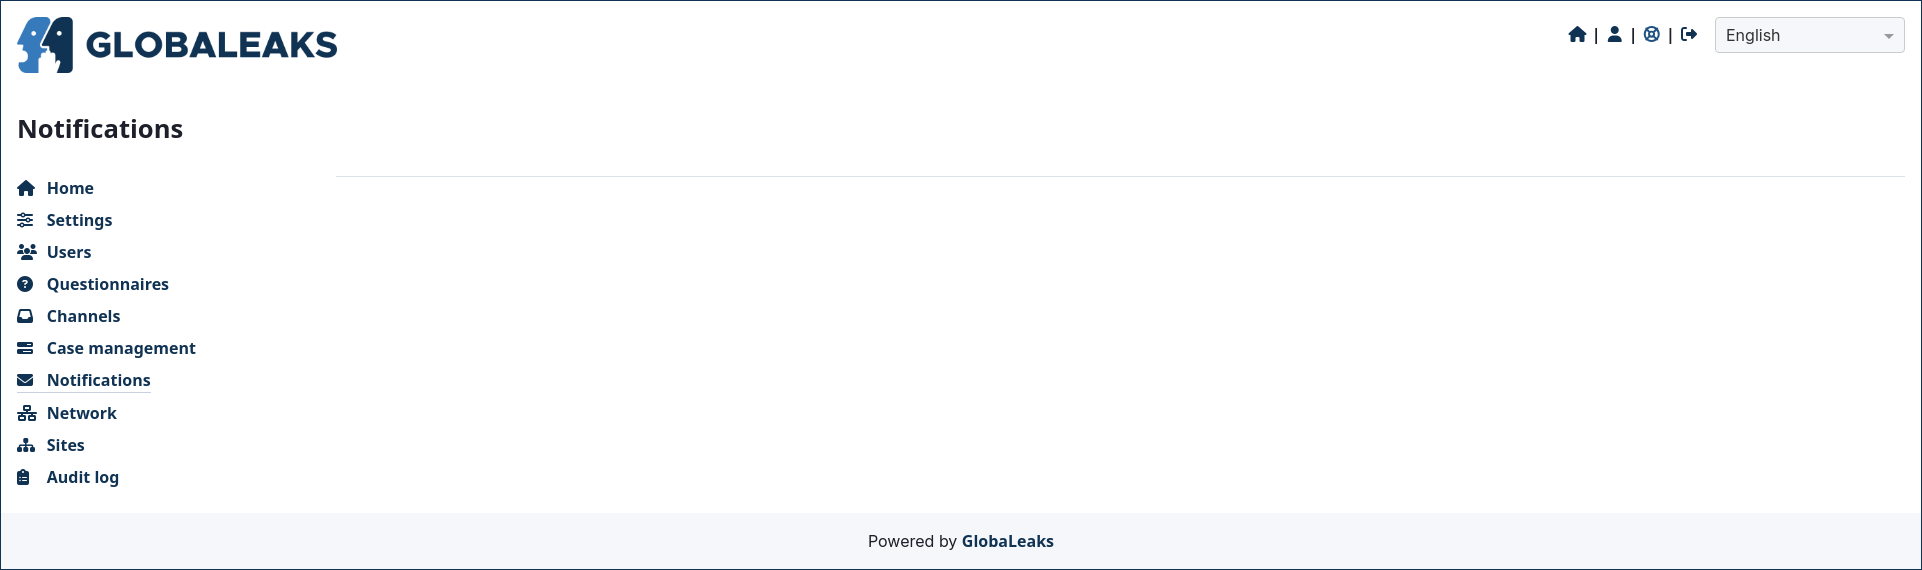 GLOBALEAKS
| | | English
Notifications
Home
Settings
Users
Questionnaires
Channels
Case management
Notifications
Network
Sites
Audit log
Powered by GlobaLeaks